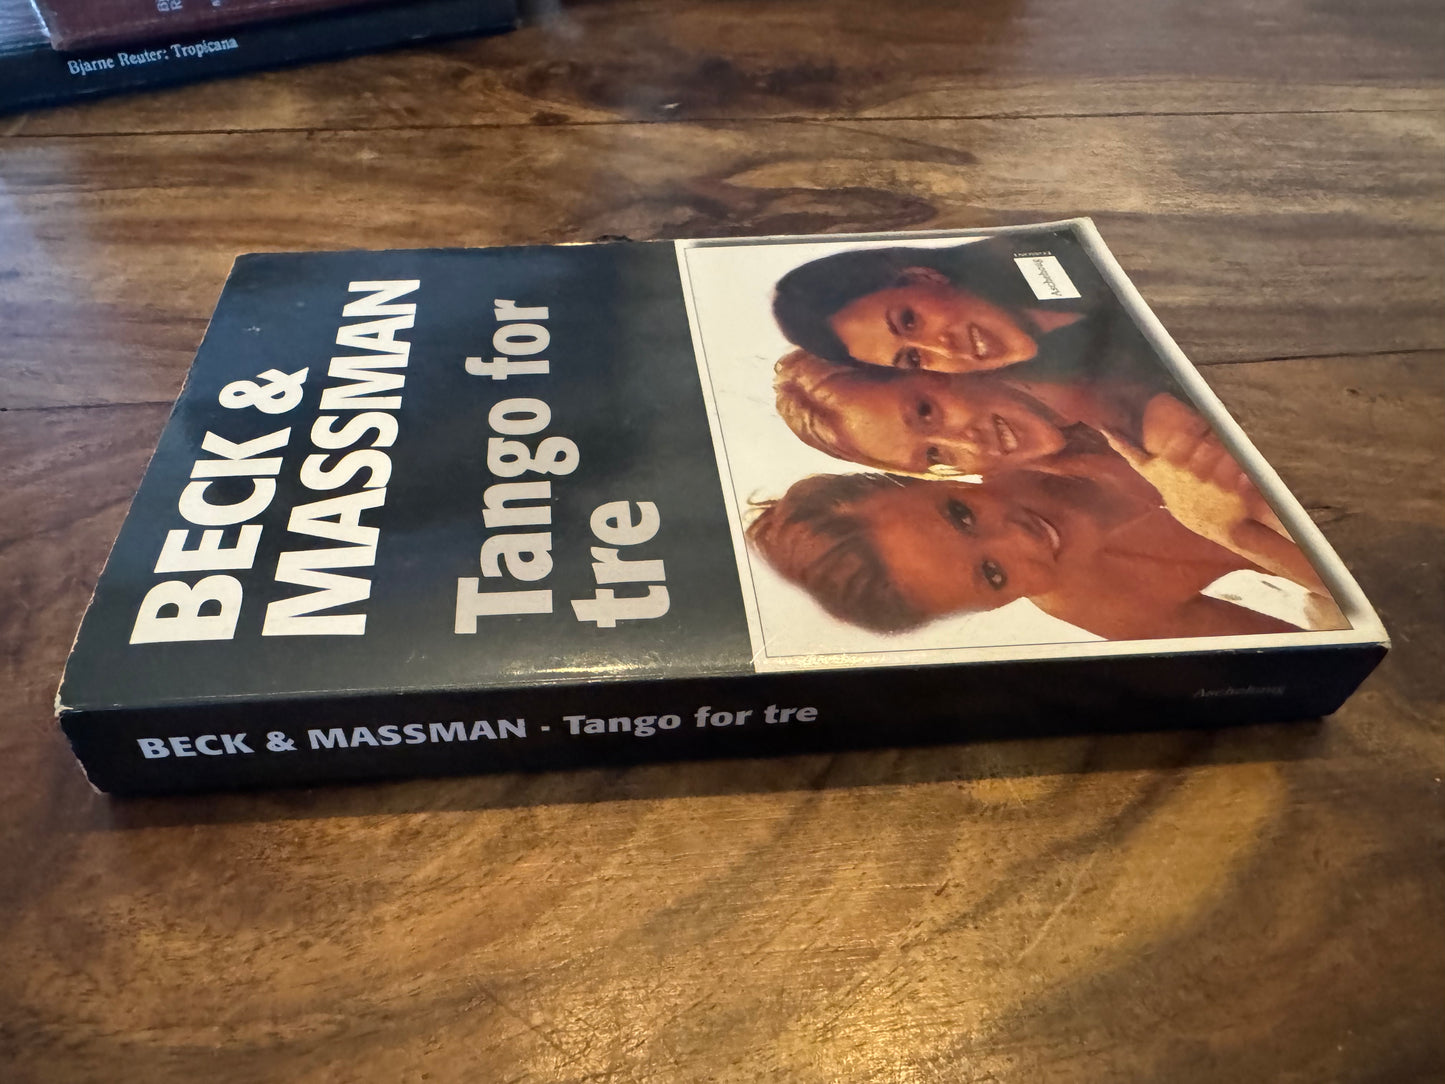 Bjarne Reuter: Tropicana
BECK &
MASSMAN
Tango for
tre
Aschehoug
BECK & MASSMAN · Tango for tre
Aschehoug